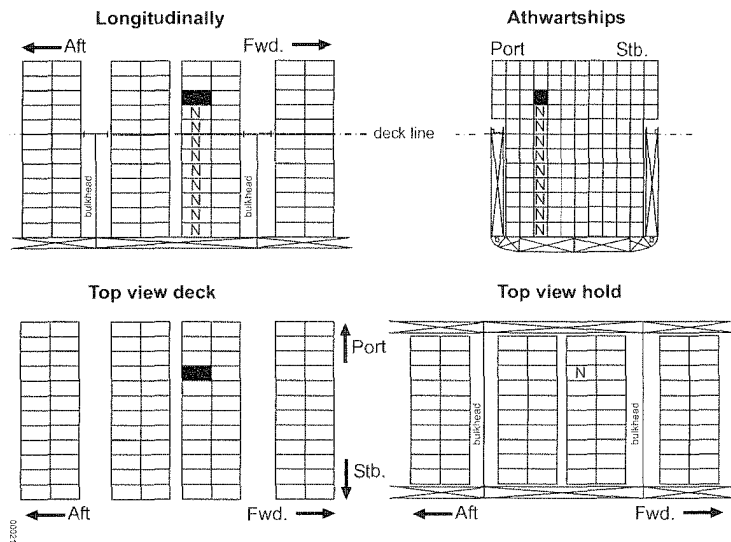 Longitudinally
Aft
Fwd.
N
N
N
N
N
N
N
N
N
bulkhead
bulkhead
deck line
Athwartships
Port
Stb.
N
N
N
N
N
N
N
N
N
Top view deck
Port
Stb.
Aft
Fwd.
Top view hold
N
bulkhead
bulkhead
Aft
Fwd.